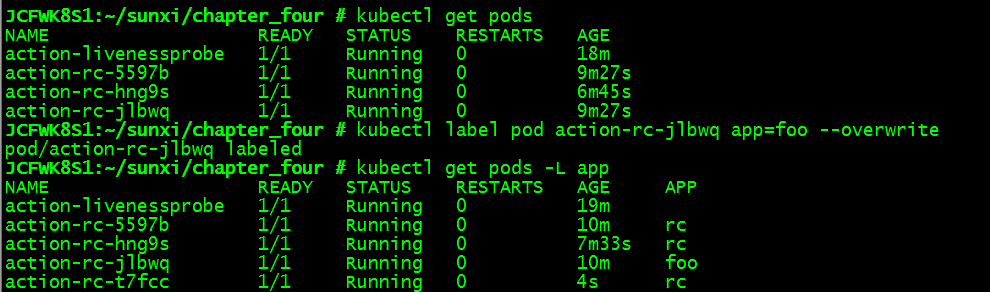 JCFWK8S1:~/sunxi/chapter_four # kubectl get pods
NAME READY STATUS RESTARTS AGE
action-livenessprobe 1/1 Running 0 18m
action-rc-5597b 1/1 Running 0 9m27s
action-rc-hng9s 1/1 Running 0 6m45s
action-rc-jlbwq 1/1 Running 0 9m27s
JCFWK8S1:~/sunxi/chapter_four # kubectl label pod action-rc-jlbwq app=foo --overwrite
pod/action-rc-jlbwq labeled
JCFWK8S1:~/sunxi/chapter_four # kubectl get pods -L app
NAME READY STATUS RESTARTS AGE APP
action-livenessprobe 1/1 Running 0 19m
action-rc-5597b 1/1 Running 0 10m rc
action-rc-hng9s 1/1 Running 0 7m33s rc
action-rc-jlbwq 1/1 Running 0 10m foo
action-rc-t7fcc 1/1 Running 0 4s rc